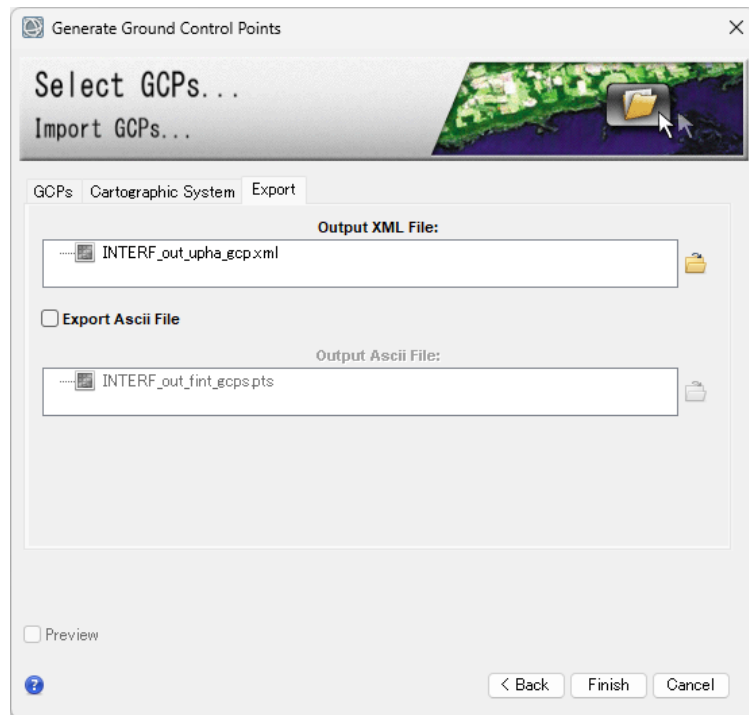 Generate Ground Control Points
Select GCPs...
Import GCPs...
GCPs Cartographic System Export
Output XML File:
INTERF_out_upha_gcp.xml
Export Ascii File
Output Ascii File:
INTERF_out_fint_gcps.pts
Preview
? < Back Finish Cancel